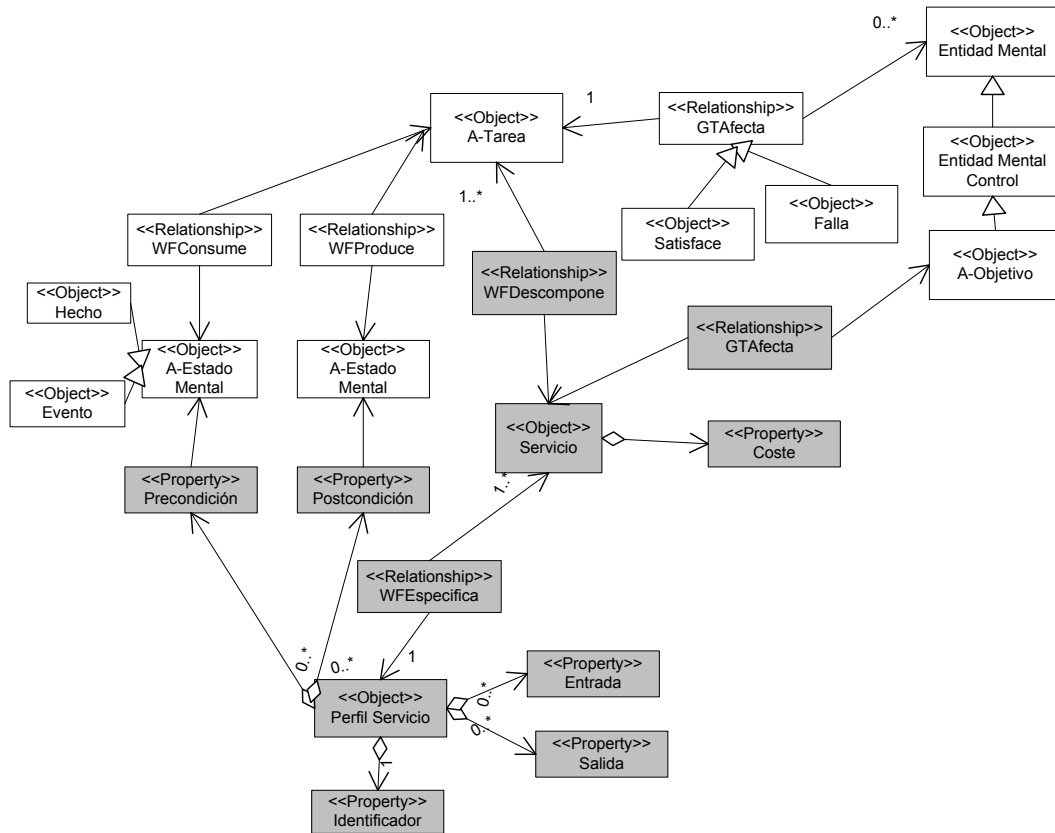 0..*
<<Object>>
Entidad Mental
1
<<Object>>
A-Tarea
<<Relationship>>
GTAfecta
<<Object>>
Entidad Mental
Control
1..*
<<Object>>
Falla
<<Object>>
Satisface
<<Relationship>>
WFConsume
<<Relationship>>
WFProduce
<<Object>>
A-Objetivo
<<Relationship>>
WFDescompone
<<Object>>
Hecho
<<Relationship>>
GTAfecta
<<Object>>
A-Estado
Mental
<<Object>>
A-Estado
Mental
<<Object>>
Evento
<<Object>>
Servicio
<<Property>>
Coste
<<Property>>
Precondición
<<Property>>
Postcondición
1..*
<<Relationship>>
WFEspecifica
0..*
0..*
1
<<Property>>
Entrada
0..*
<<Object>>
Perfil Servicio
0..*
<<Property>>
Salida
1
<<Property>>
Identificador